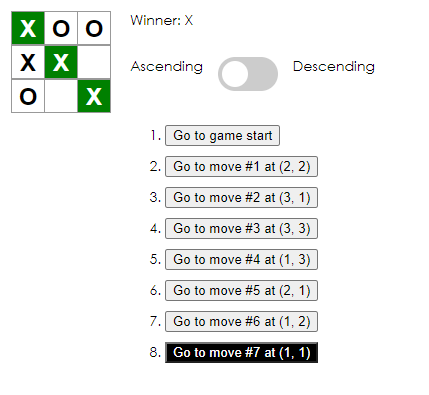 X O O
X X
O X
Winner: X
Ascending Descending
1. Go to game start
2. Go to move #1 at (2, 2)
3. Go to move #2 at (3, 1)
4. Go to move #3 at (3, 3)
5. Go to move #4 at (1, 3)
6. Go to move #5 at (2, 1)
7. Go to move #6 at (1, 2)
8. Go to move #7 at (1, 1)